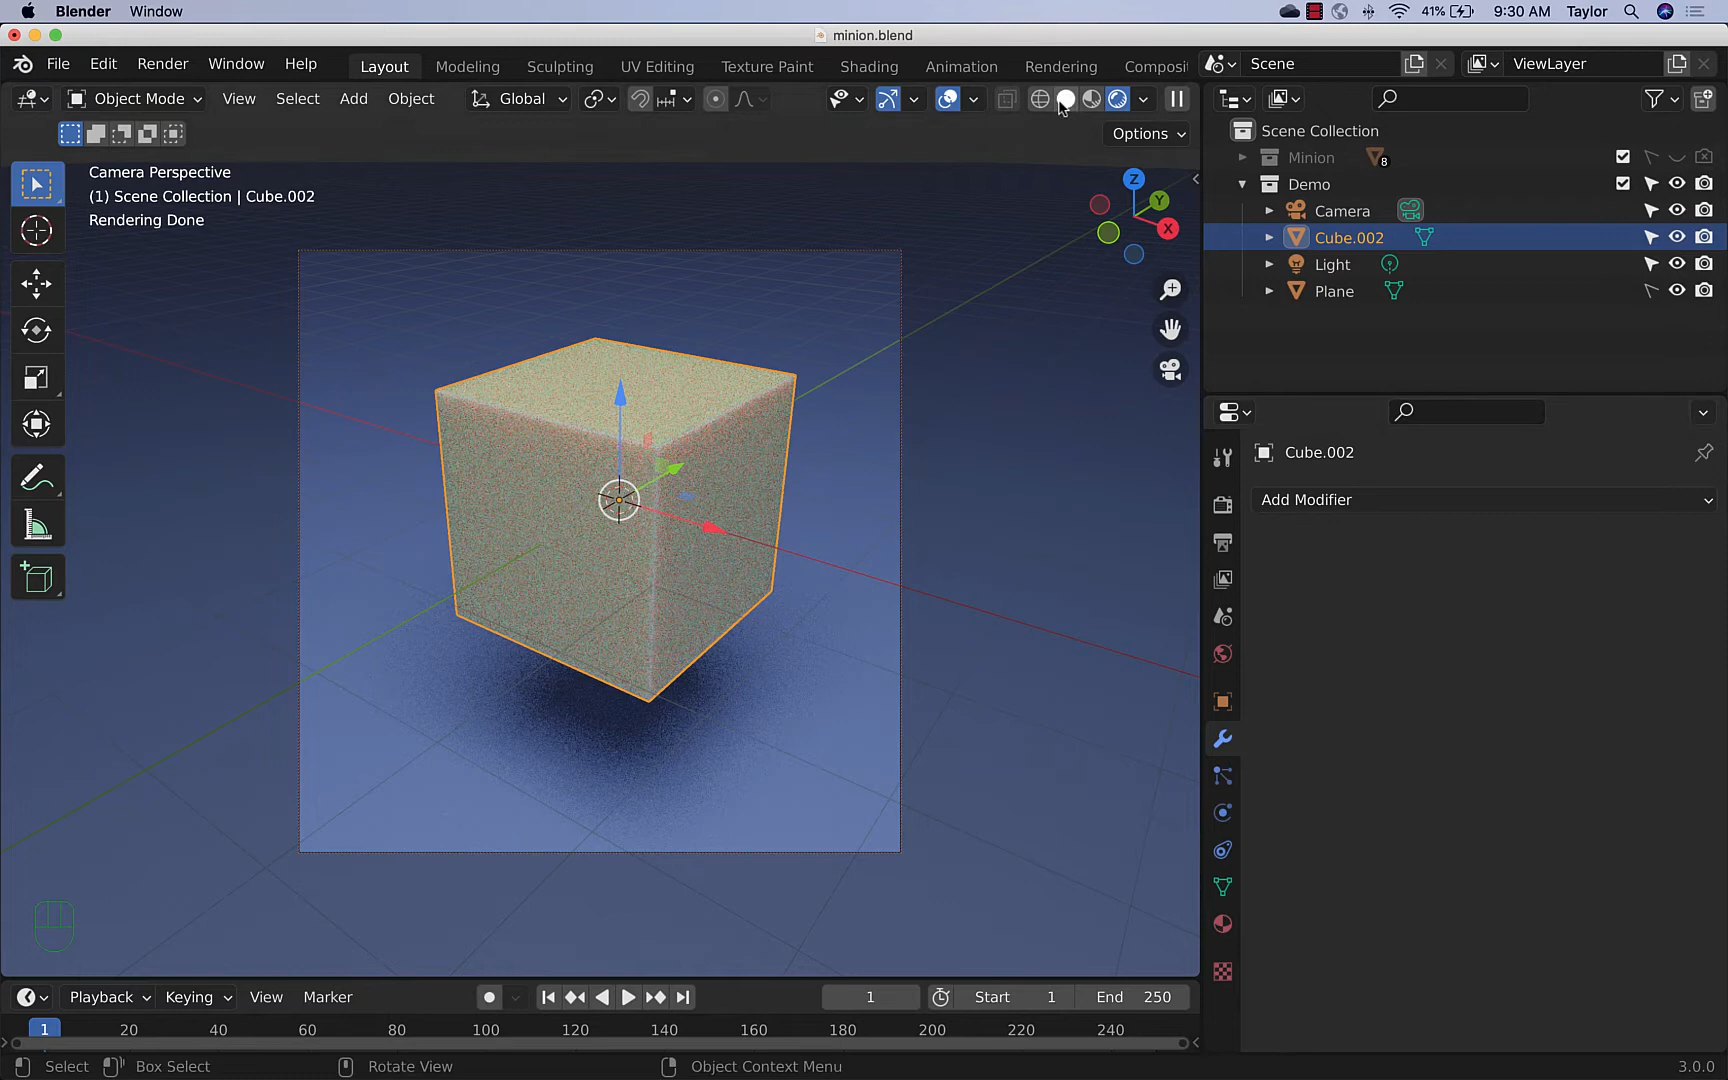 Blender Window 41% 9:30 AM Taylor
minion.blend
File Edit Render Window Help Layout Modeling Sculpting UV Editing Texture Paint Shading Animation Rendering Composi Scene ViewLayer
Object Mode View Select Add Object Global
Options
Camera Perspective
(1) Scene Collection | Cube.002
Rendering Done
Z
Y
X
Scene Collection
Minion 8
Demo
Camera
Cube.002
Light
Plane
Cube.002
Add Modifier
Playback Keying View Marker 1 Start 1 End 250
1 20 40 60 80 100 120 140 160 180 200 220 240
Select Box Select Rotate View Object Context Menu 3.0.0